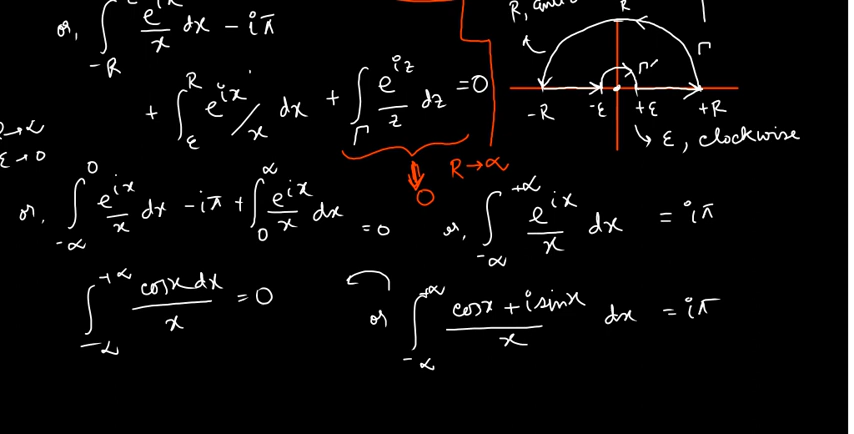 R, and
R
or, ∫_{-R} e^{ix}/x dx - iπ
Γ
Γ'
-R -ε +ε +R
+ ∫_ε^R e^{ix}/x dx + ∫_Γ e^{iz}/z dz = 0
↳ ε, clockwise
R→∝
ε→0
⇓ R→∝
0
or, ∫_{-∝}^0 e^{ix}/x dx - iπ + ∫_0^∝ e^{ix}/x dx = 0
or, ∫_{-∝}^{+∝} e^{ix}/x dx = iπ
∫_{-∝}^{+∝} cosx dx/x = 0
or ∫_{-∝}^{+∝} (cosx + i sinx)/x dx = iπ